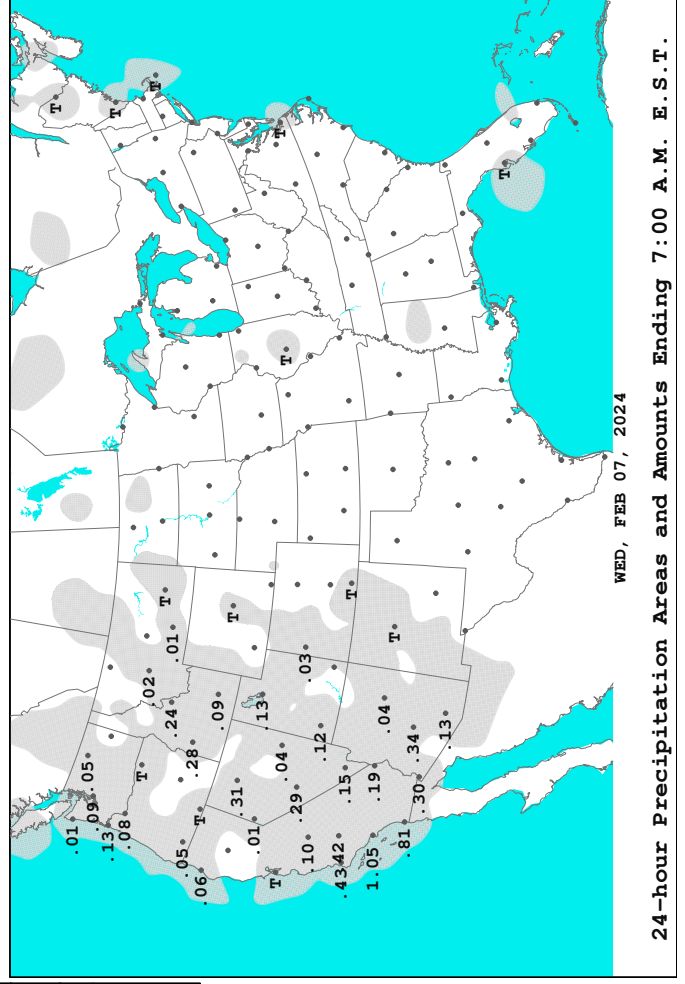 T
.01
.05
.09
.13
T
.08
T
.02
T
T
.24
.01
.05
.28
T
.06
.09
T
.31
.01
.13
T
T
.04
T
.29
.03
.10
.12
.43
.42
.15
T
1.05
.19
.04
T
.81
.34
.30
.13
T
WED, FEB 07, 2024
24-hour Precipitation Areas and Amounts Ending 7:00 A.M. E.S.T.